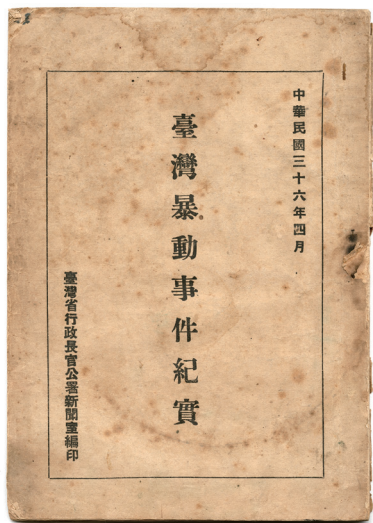 中華民國三十六年四月
臺灣暴動事件紀實
臺灣省行政長官公署新聞室編印